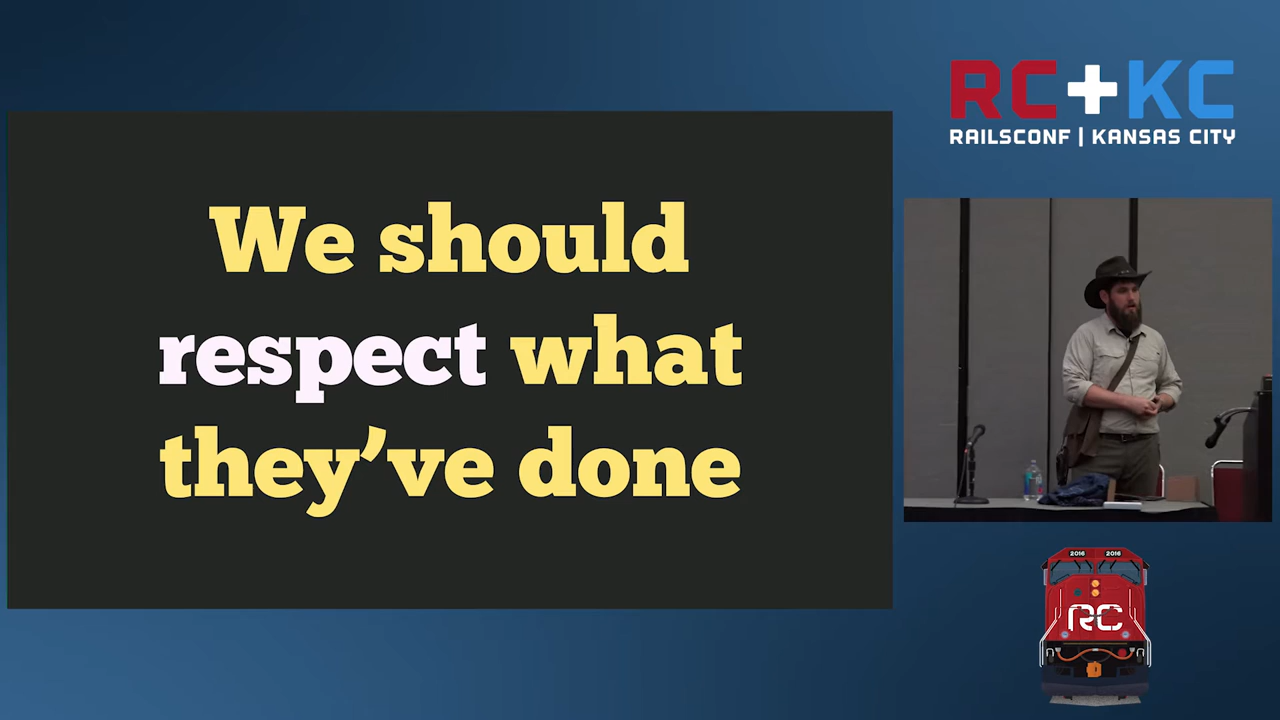 We should
respect what
they’ve done
RC+KC
RAILSCONF | KANSAS CITY
2016 2016
RC